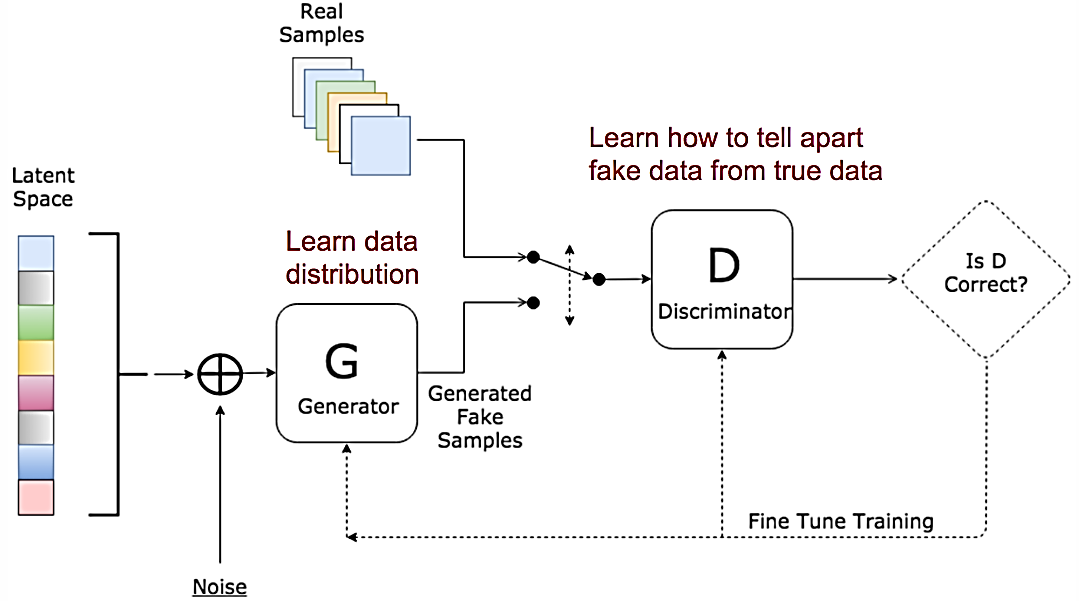 Real
Samples
Learn how to tell apart
fake data from true data
Latent
Space
Learn data
distribution
D
Discriminator
Is D
Correct?
G
Generator
Generated
Fake
Samples
Fine Tune Training
Noise